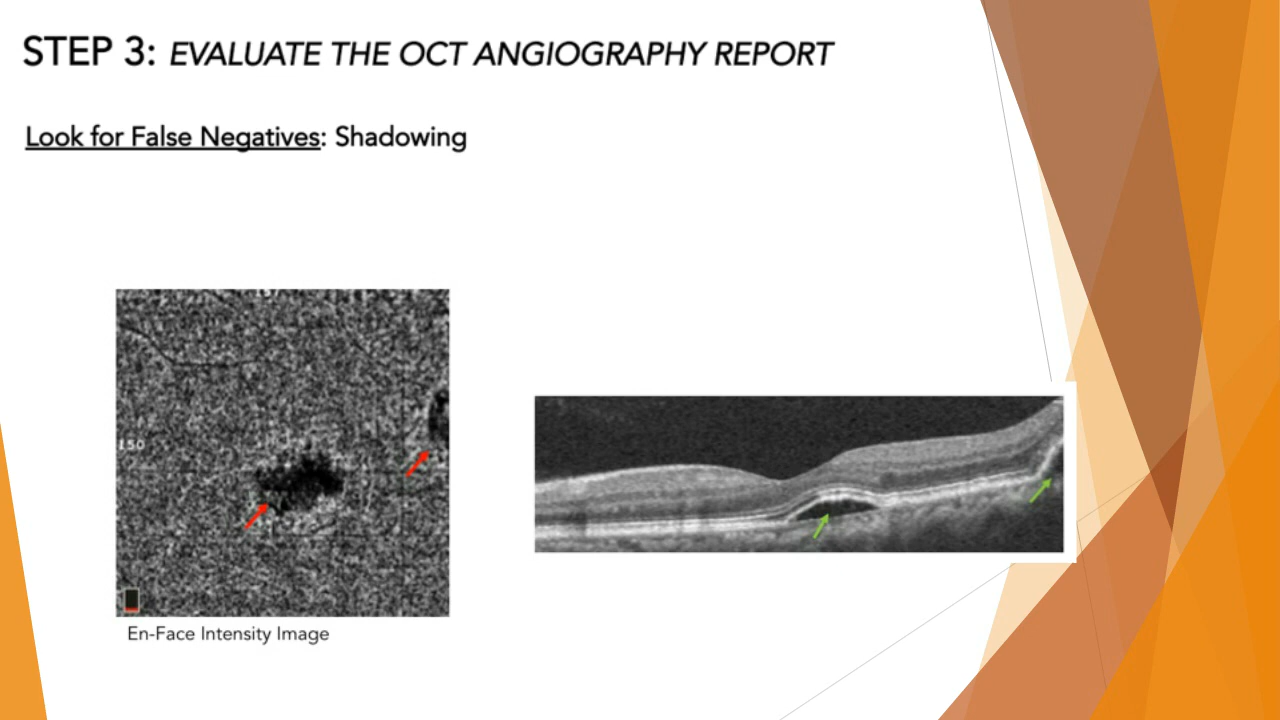 STEP 3: EVALUATE THE OCT ANGIOGRAPHY REPORT
Look for False Negatives: Shadowing
150
En-Face Intensity Image